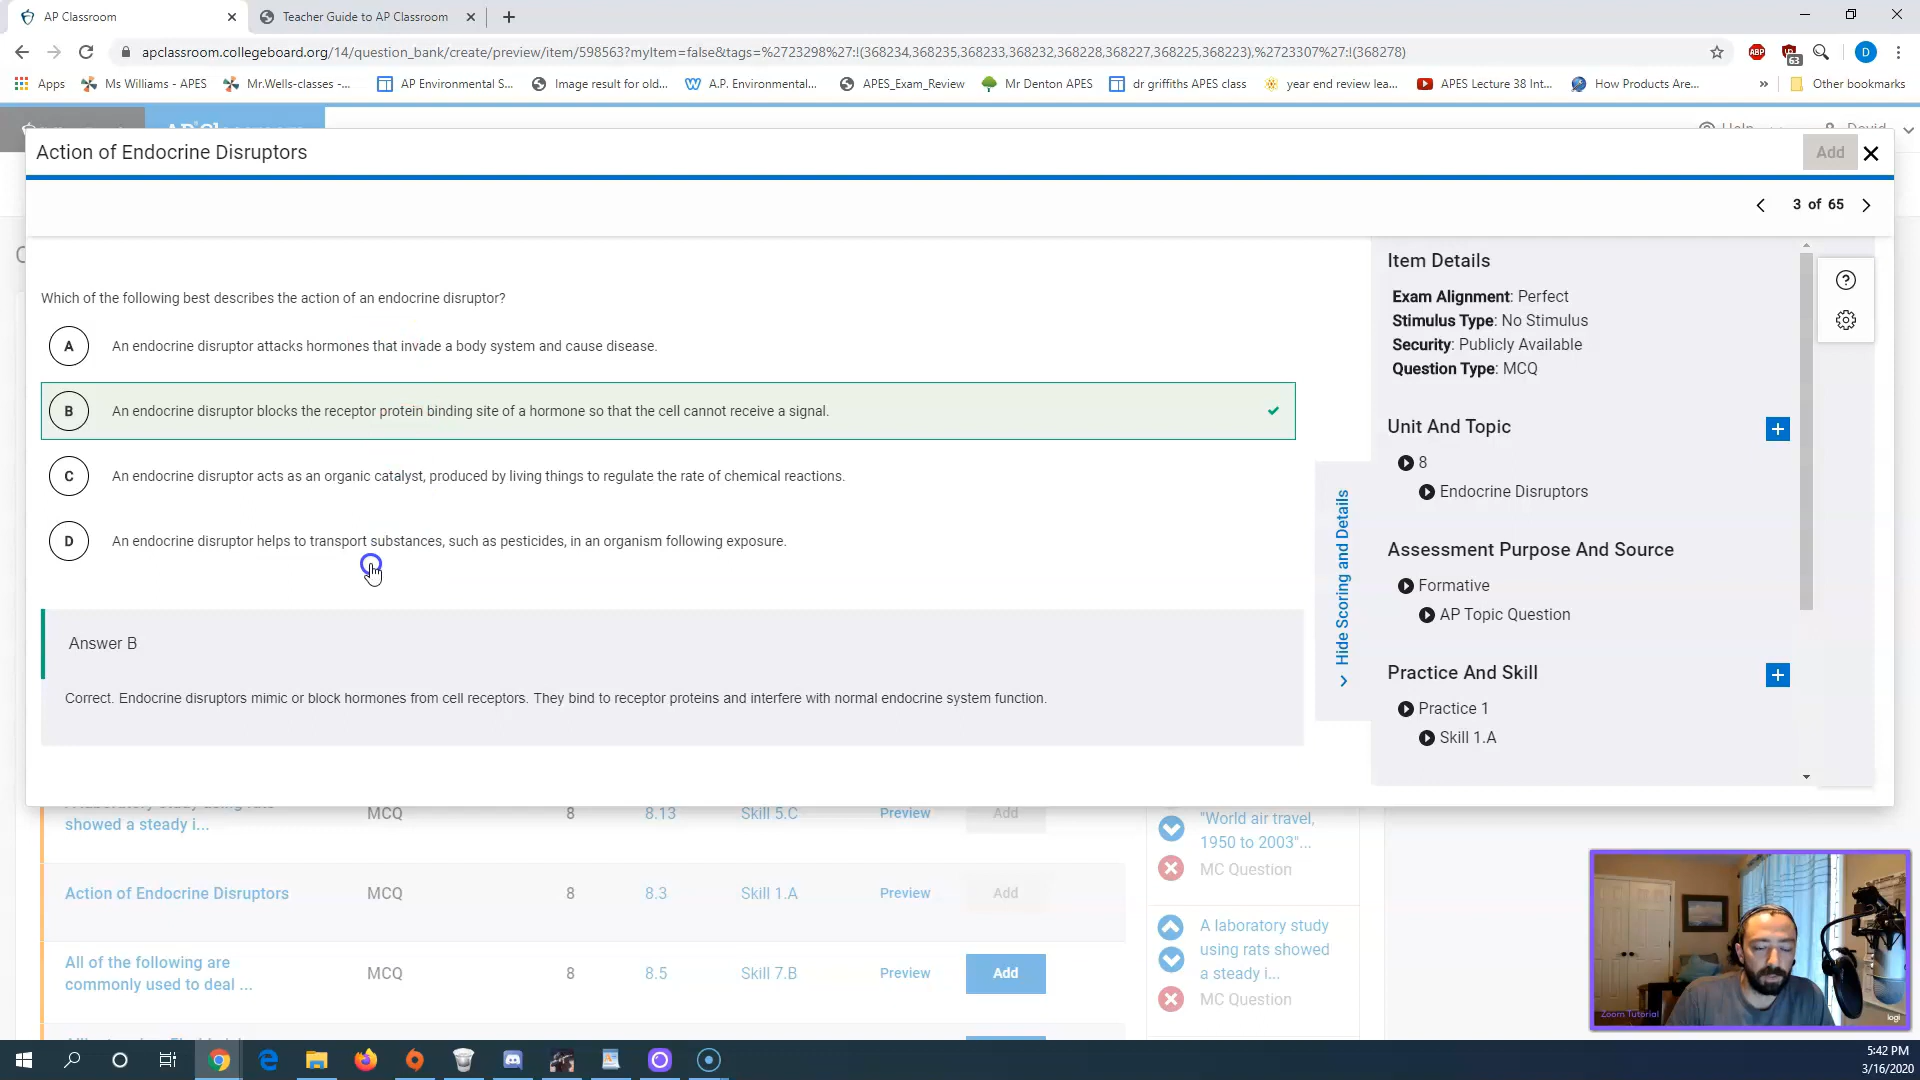 AP Classroom
Teacher Guide to AP Classroom
apclassroom.collegeboard.org/14/question_bank/create/preview/item/598563?myItem=false&tags=%2723298%27:!(368234,368235,368233,368232,368228,368227,368225,368223),%2723307%27:!(368278)
ABP
63
D
Apps
Ms Williams - APES
Mr.Wells-classes -...
AP Environmental S...
Image result for old...
A.P. Environmental...
APES_Exam_Review
Mr Denton APES
dr griffiths APES class
year end review lea...
APES Lecture 38 Int...
How Products Are...
»
Other bookmarks
Help
David
Action of Endocrine Disruptors
Add
3 of 65
Which of the following best describes the action of an endocrine disruptor?
A An endocrine disruptor attacks hormones that invade a body system and cause disease.
B An endocrine disruptor blocks the receptor protein binding site of a hormone so that the cell cannot receive a signal.
C An endocrine disruptor acts as an organic catalyst, produced by living things to regulate the rate of chemical reactions.
D An endocrine disruptor helps to transport substances, such as pesticides, in an organism following exposure.
Answer B
Correct. Endocrine disruptors mimic or block hormones from cell receptors. They bind to receptor proteins and interfere with normal endocrine system function.
Hide Scoring and Details
Item Details
Exam Alignment: Perfect
Stimulus Type: No Stimulus
Security: Publicly Available
Question Type: MCQ
Unit And Topic
8
Endocrine Disruptors
Assessment Purpose And Source
Formative
AP Topic Question
Practice And Skill
Practice 1
Skill 1.A
showed a steady i... MCQ 8 8.13 Skill 5.C Preview Add
Action of Endocrine Disruptors MCQ 8 8.3 Skill 1.A Preview Add
All of the following are
commonly used to deal ... MCQ 8 8.5 Skill 7.B Preview Add
"World air travel,
1950 to 2003"...
MC Question
A laboratory study
using rats showed
a steady i...
MC Question
Zoom Tutorial
logi
5:42 PM
3/16/2020